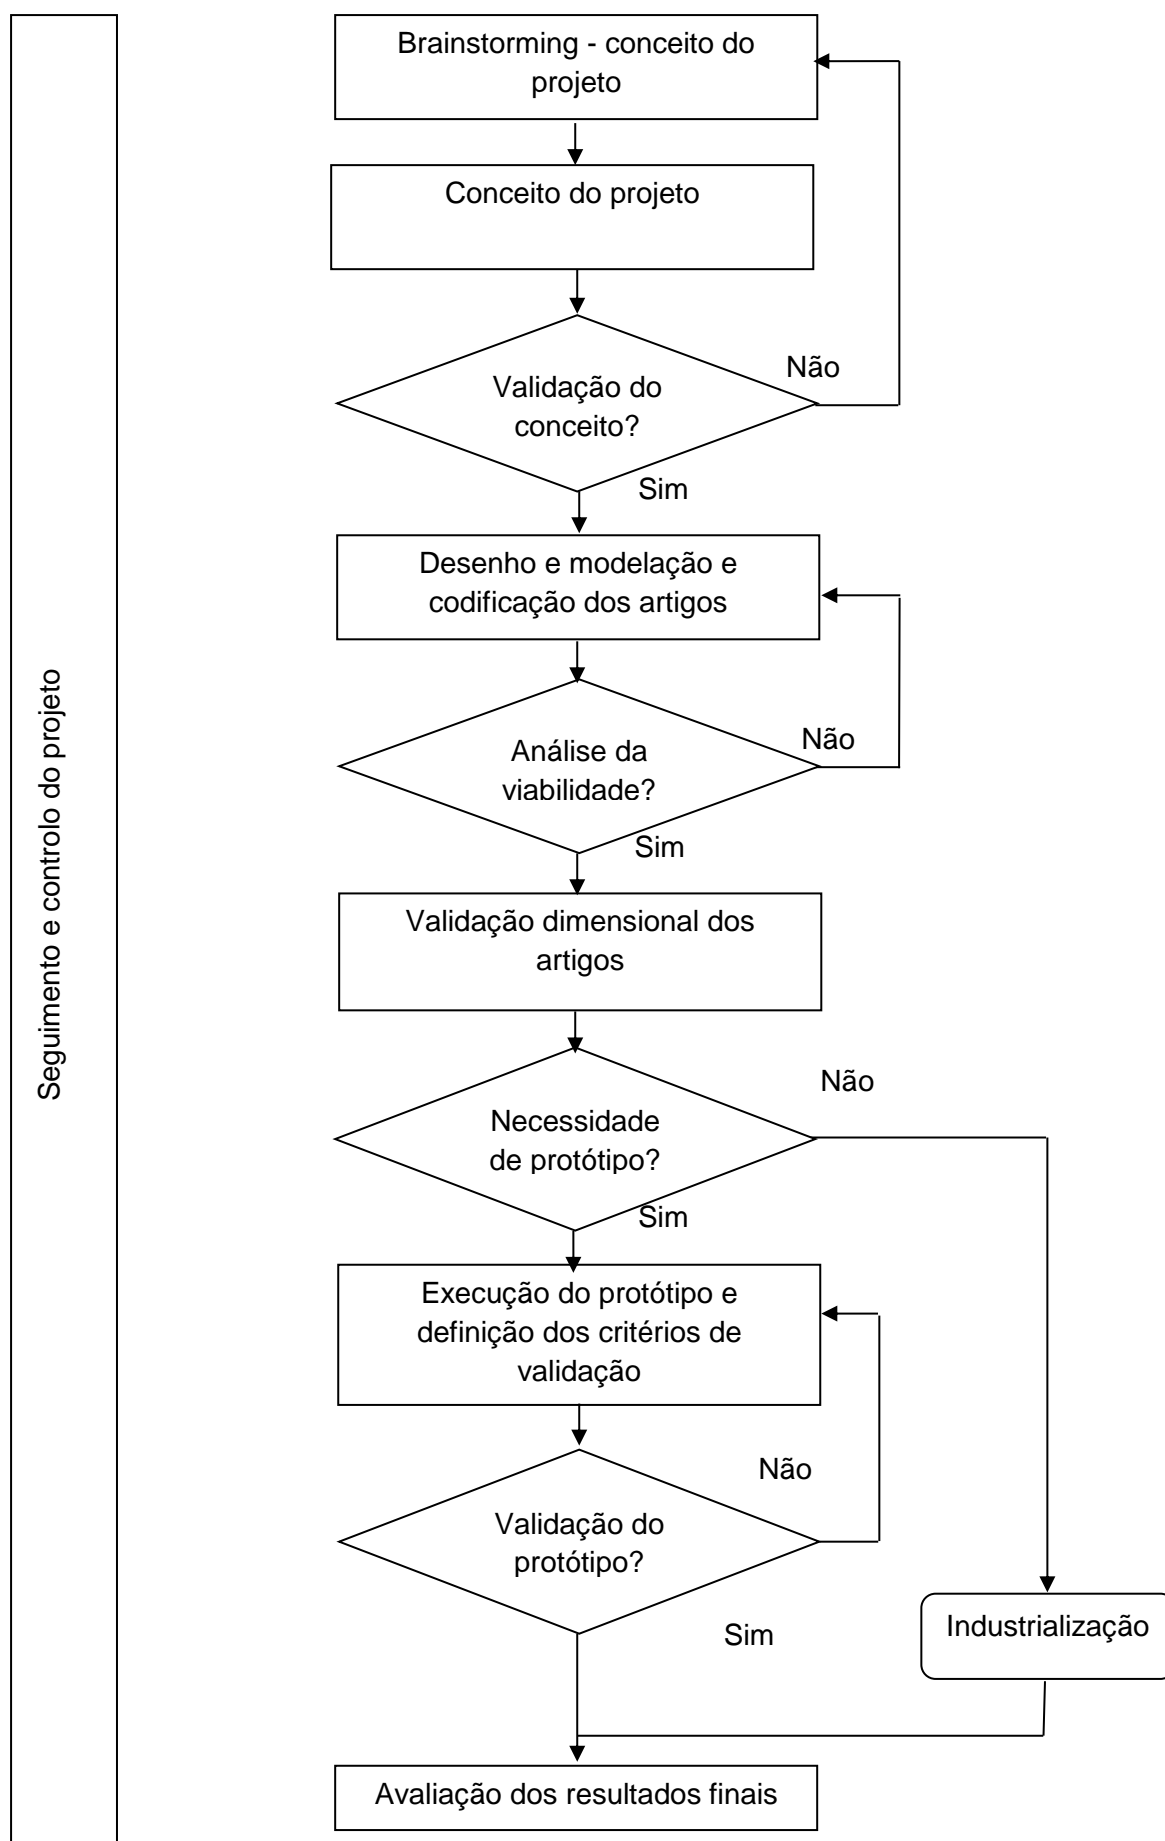 Brainstorming - conceito do
projeto
Conceito do projeto
Não
Validação do
conceito?
Sim
Desenho e modelação e
codificação dos artigos
Não
Análise da
viabilidade?
Sim
Seguimento e controlo do projeto
Validação dimensional dos
artigos
Não
Necessidade
de protótipo?
Sim
Execução do protótipo e
definição dos critérios de
validação
Não
Validação do
protótipo?
Sim
Industrialização
Avaliação dos resultados finais